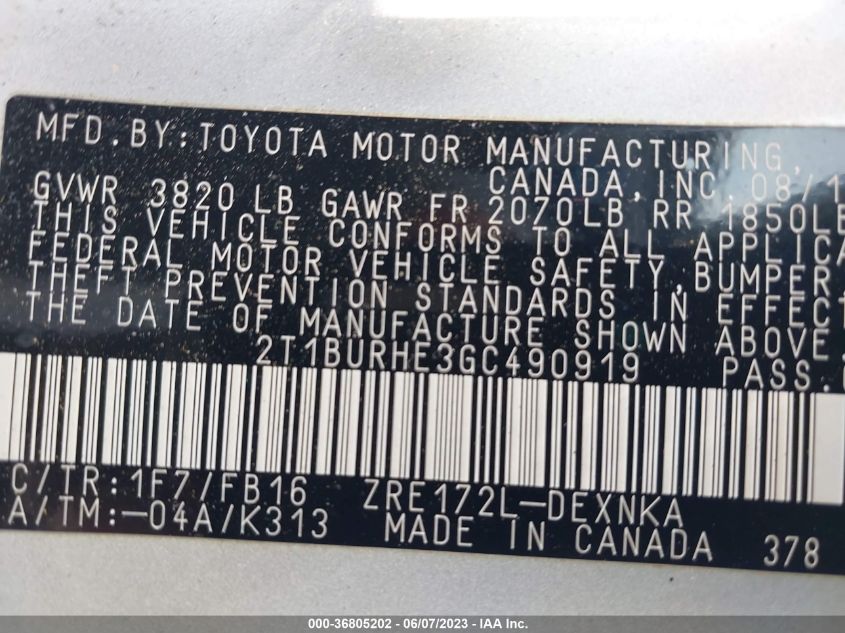 MFD.BY:TOYOTA MOTOR MANUFACTURING,
CANADA,INC. 08/1
GVWR 3820 LB GAWR FR 2070LB RR 1850LB
THIS VEHICLE CONFORMS TO ALL APPLICA
FEDERAL MOTOR VEHICLE SAFETY,BUMPER
THEFT PREVENTION STANDARDS IN EFFECT
THE DATE OF MANUFACTURE SHOWN ABOVE.
2T1BURHE3GC490919 PASS.
C/TR:1F7/FB16 ZRE172L-DEXNKA
A/TM:-04A/K313 MADE IN CANADA 378
000-36805202 - 06/07/2023 - IAA Inc.